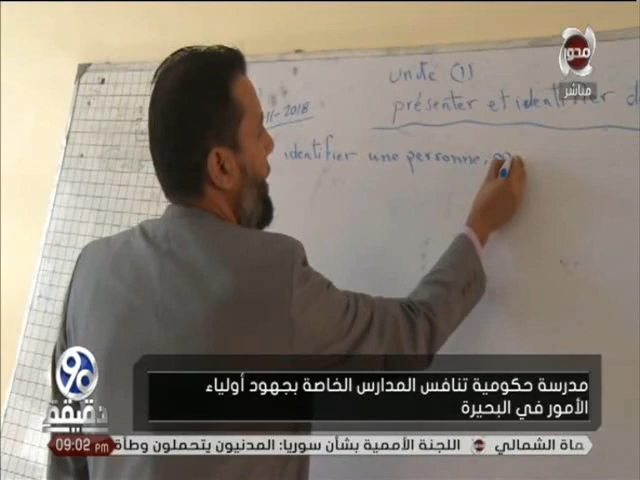 محور
مباشر
unité (1)
présenter et identifier d
11-2018
identifier une personne,
مدرسة حكومية تنافس المدارس الخاصة بجهود أولياء
الأمور في البحيرة
90
دقيقة
09:02 PM
ماة الشمالي اللجنة الأممية بشأن سوريا: المدنيون يتحملون وطأة